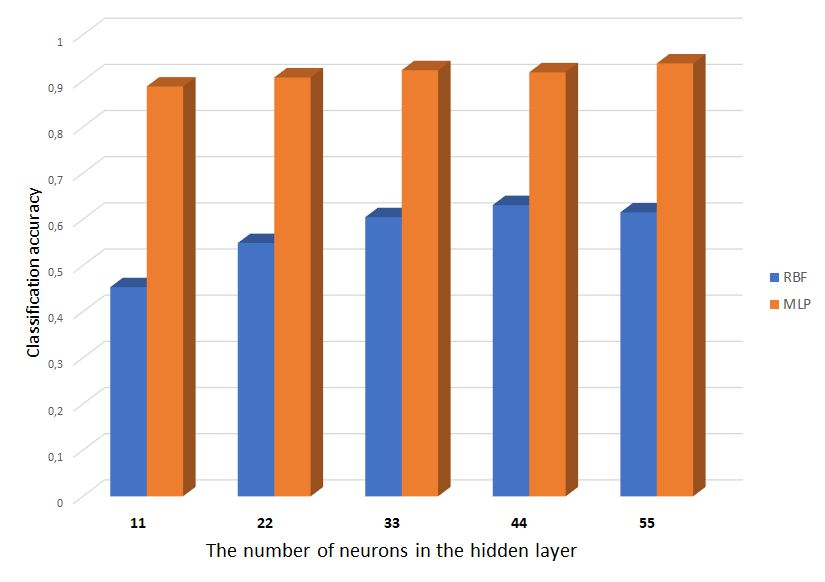 1
0,9
0,8
0,7
0,6
0,5
0,4
0,3
0,2
0,1
0
Classification accuracy
11 22 33 44 55
The number of neurons in the hidden layer
RBF
MLP